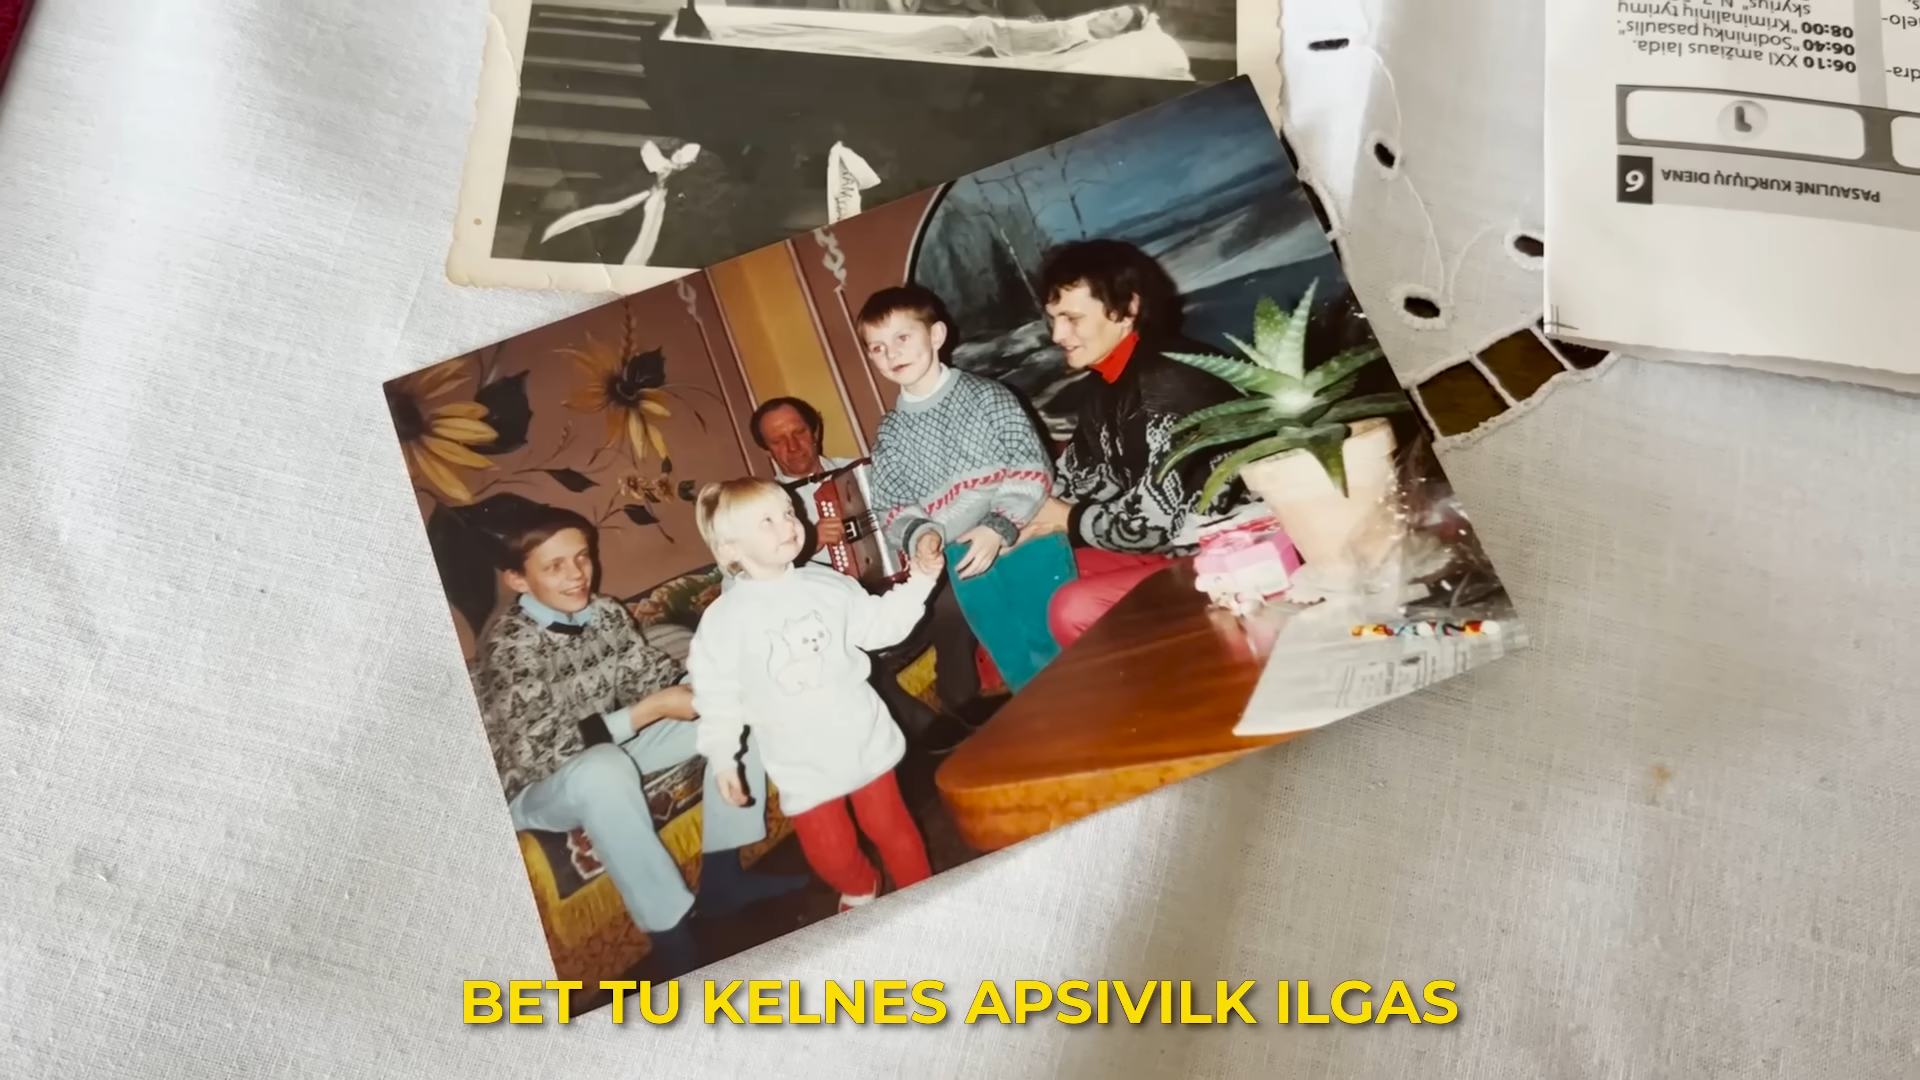 BET TU KELNES APSIVILK ILGAS
6 PASAULINĖ KURČIŲJŲ DIENA
06:10 XXI amžiaus laida.
06:40 "Sodininkų pasaulis".
08:00 "Kriminalinių tyrimų
skyrius"